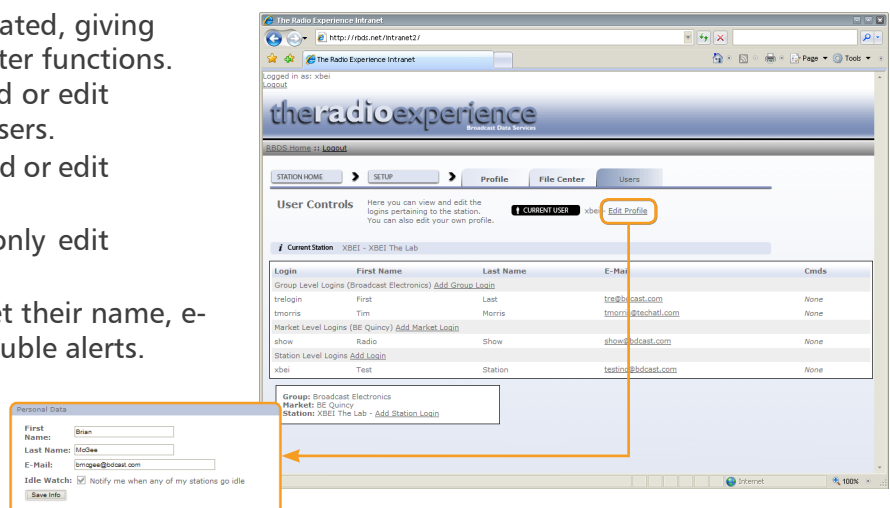 ated, giving
ter functions.
d or edit
sers.
d or edit
only edit
et their name, e-
uble alerts.
The Radio Experience Intranet
http://rbds.net/intranet2/
The Radio Experience Intranet
Page Tools
Logged in as: xbei
Logout
theradioexperience
Broadcast Data Services
RBDS Home :: Logout
STATION HOME SETUP Profile File Center Users
User Controls
Here you can view and edit the
logins pertaining to the station.
You can also edit your own profile.
CURRENT USER xbei - Edit Profile
i Current Station XBEI - XBEI The Lab
Login First Name Last Name E-Mail Cmds
Group Level Logins (Broadcast Electronics) Add Group Login
trelogin First Last tre@bdcast.com None
tmorris Tim Morris tmorris@techatl.com None
Market Level Logins (BE Quincy) Add Market Login
show Radio Show show@bdcast.com None
Station Level Logins Add Login
xbei Test Station testing@bdcast.com None
Group: Broadcast Electronics
Market: BE Quincy
Station: XBEI The Lab - Add Station Login
Personal Data
First
Name: Brian
Last Name: McGee
E-Mail: bmcgee@bdcast.com
Idle Watch: Notify me when any of my stations go idle
Save Info
Internet 100%